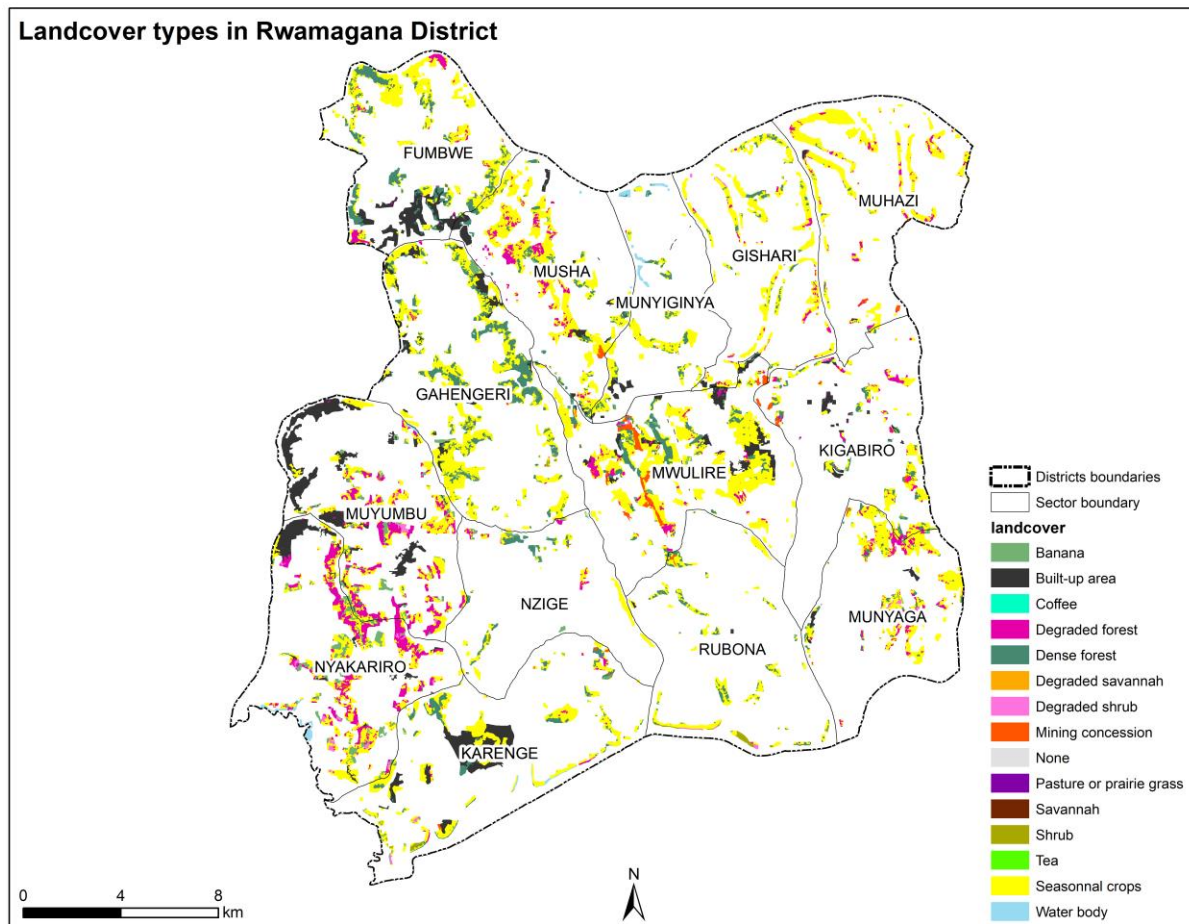 Landcover types in Rwamagana District
FUMBWE
MUHAZI
GISHARI
MUSHA
MUNYIGINYA
GAHENGERI
KIGABIRO
MWULIRE
MUYUMBU
NZIGE
MUNYAGA
RUBONA
NYAKARIRO
KARENGE
Districts boundaries
Sector boundary
landcover
Banana
Built-up area
Coffee
Degraded forest
Dense forest
Degraded savannah
Degraded shrub
Mining concession
None
Pasture or prairie grass
Savannah
Shrub
Tea
Seasonnal crops
Water body
0 4 8
km
N